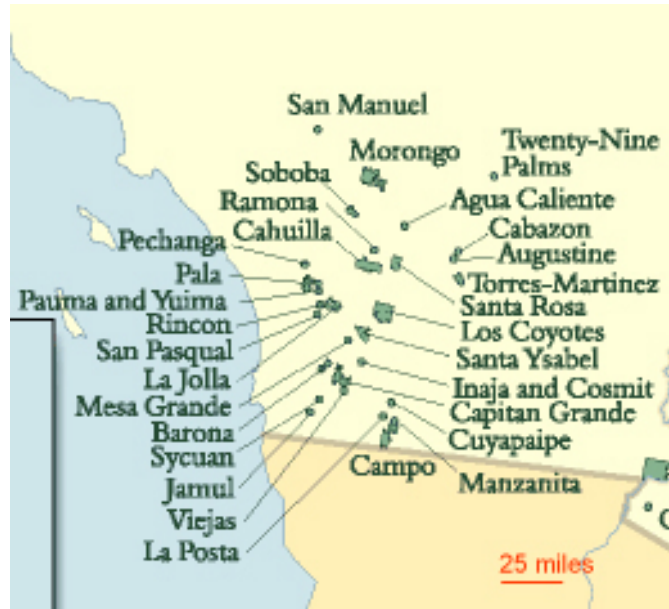 San Manuel
Morongo
Twenty-Nine
Palms
Soboba
Ramona
Agua Caliente
Cahuilla
Cabazon
Pechanga
Augustine
Pala
Torres-Martinez
Pauma and Yuima
Santa Rosa
Rincon
Los Coyotes
San Pasqual
Santa Ysabel
La Jolla
Inaja and Cosmit
Mesa Grande
Capitan Grande
Barona
Cuyapaipe
Sycuan
Campo
Manzanita
Jamul
Viejas
La Posta
25 miles